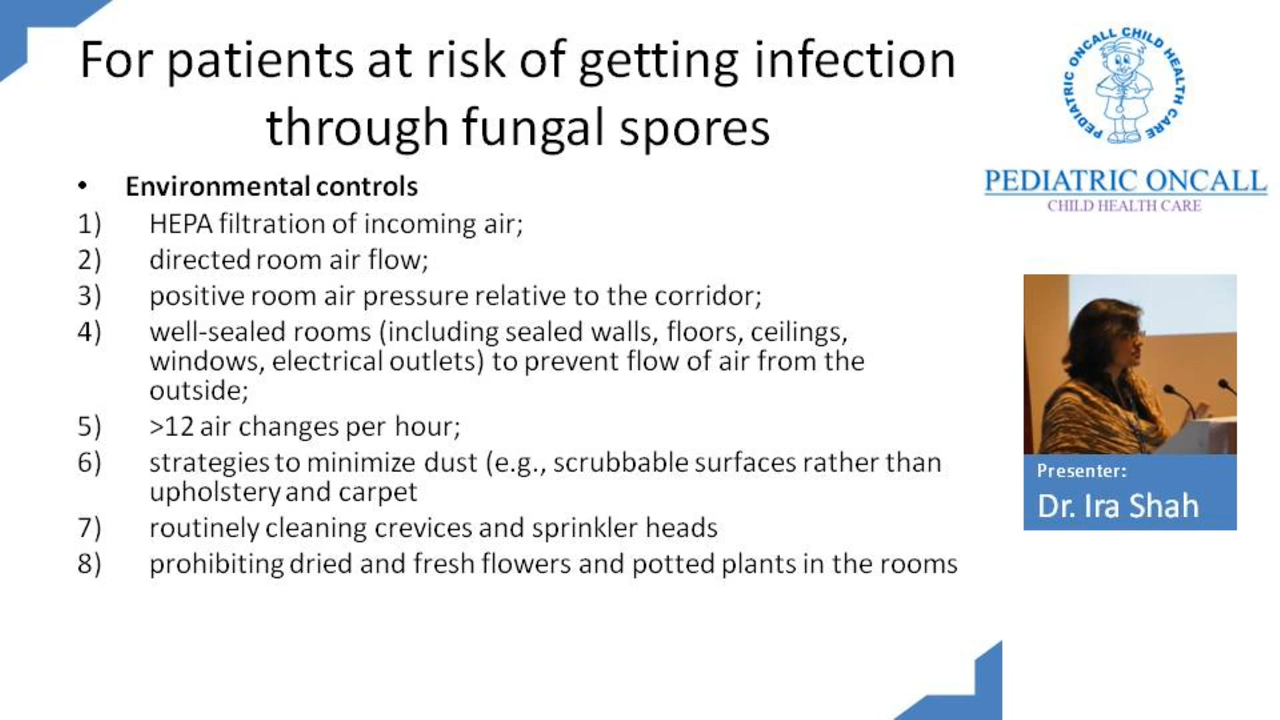 For patients at risk of getting infection
through fungal spores
• Environmental controls
1) HEPA filtration of incoming air;
2) directed room air flow;
3) positive room air pressure relative to the corridor;
4) well-sealed rooms (including sealed walls, floors, ceilings,
windows, electrical outlets) to prevent flow of air from the
outside;
5) >12 air changes per hour;
6) strategies to minimize dust (e.g., scrubbable surfaces rather than
upholstery and carpet
7) routinely cleaning crevices and sprinkler heads
8) prohibiting dried and fresh flowers and potted plants in the rooms
PEDIATRIC ONCALL CHILD HEALTH CARE
PEDIATRIC ONCALL
CHILD HEALTH CARE
Presenter:
Dr. Ira Shah